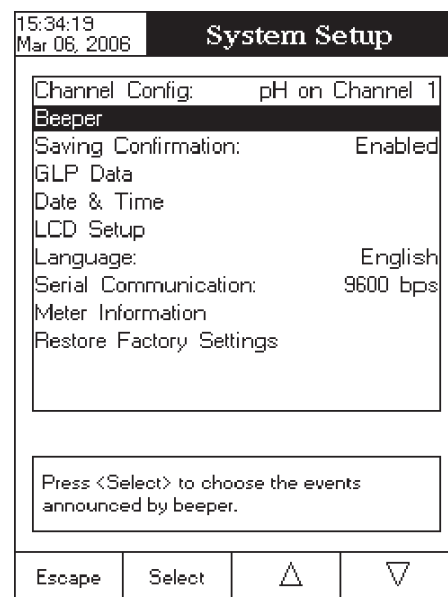 15:34:19
Mar 06, 2006
System Setup
Channel Config: pH on Channel 1
Beeper
Saving Confirmation: Enabled
GLP Data
Date & Time
LCD Setup
Language: English
Serial Communication: 9600 bps
Meter Information
Restore Factory Settings
Press <Select> to choose the events
announced by beeper.
Escape Select △ ▽